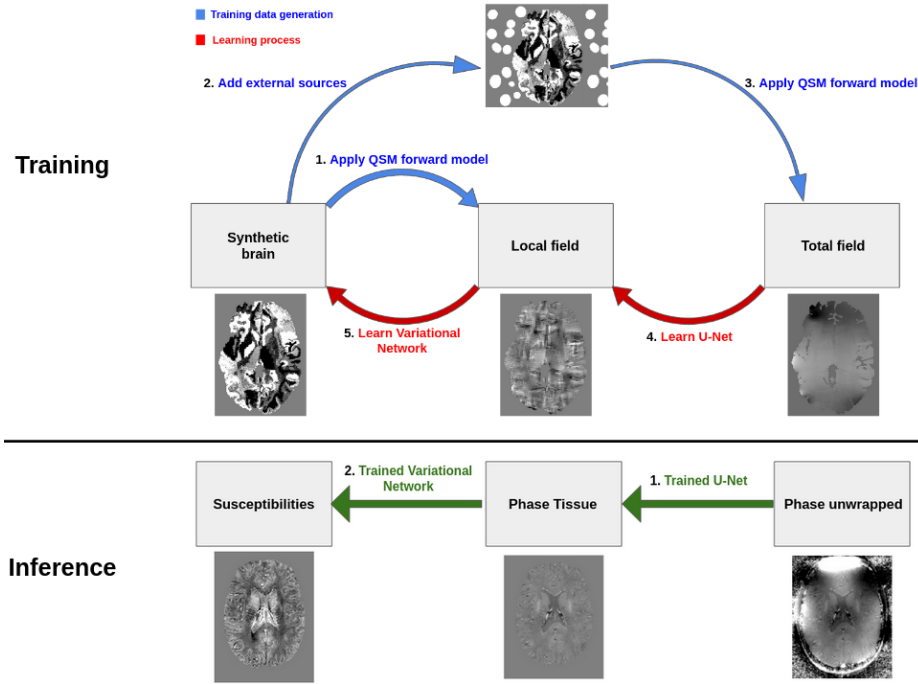 Training data generation
Learning process
2. Add external sources
3. Apply QSM forward model
1. Apply QSM forward model
Training
Synthetic
brain
Local field
Total field
5. Learn Variational
Network
4. Learn U-Net
2. Trained Variational
Network
1. Trained U-Net
Susceptibilities
Phase Tissue
Phase unwrapped
Inference